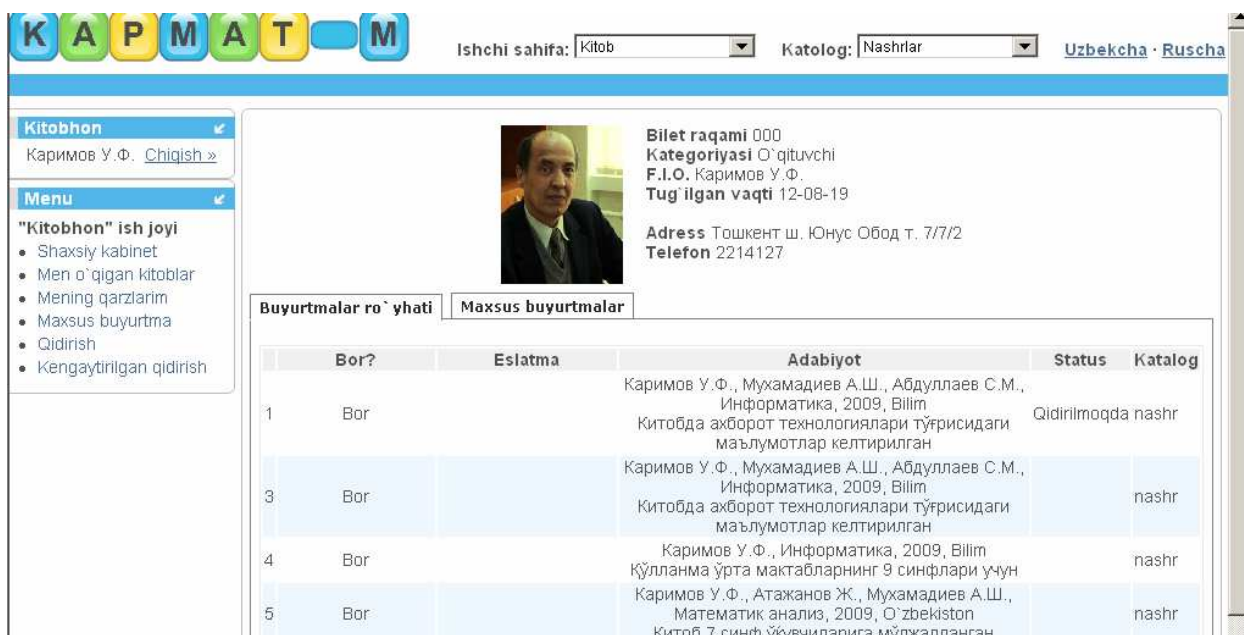 КАРМАТ-М
Ishchi sahifa: Kitob Katolog: Nashrlar Uzbekcha · Ruscha
Kitobhon
Каримов У.Ф. Chiqish »
Menu
"Kitobhon" ish joyi
Shaxsiy kabinet
Men o`qigan kitoblar
Mening qarzlarim
Maxsus buyurtma
Qidirish
Kengaytirilgan qidirish
Bilet raqami 000
Kategoriyasi O`qituvchi
F.I.O. Каримов У.Ф.
Tug`ilgan vaqti 12-08-19
Adress Тошкент ш. Юнус Обод т. 7/7/2
Telefon 2214127
Buyurtmalar ro`yhati Maxsus buyurtmalar
Bor? Eslatma Adabiyot Status Katalog
1 Bor Каримов У.Ф., Мухамадиев А.Ш., Абдуллаев С.М.,
Информатика, 2009, Bilim
Китобда ахборот технологиялари тўғрисидаги
маълумотлар келтирилган
Qidirilmoqda nashr
3 Bor Каримов У.Ф., Мухамадиев А.Ш., Абдуллаев С.М.,
Информатика, 2009, Bilim
Китобда ахборот технологиялари тўғрисидаги
маълумотлар келтирилган
nashr
4 Bor Каримов У.Ф., Информатика, 2009, Bilim
Қўлланма ўрта мактабларнинг 9 синфлари учун
nashr
5 Bor Каримов У.Ф., Атажанов Ж., Мухамадиев А.Ш.,
Математик анализ, 2009, O`zbekiston
Китоб 7 синф ўқувчиларига мўлжалланган
nashr